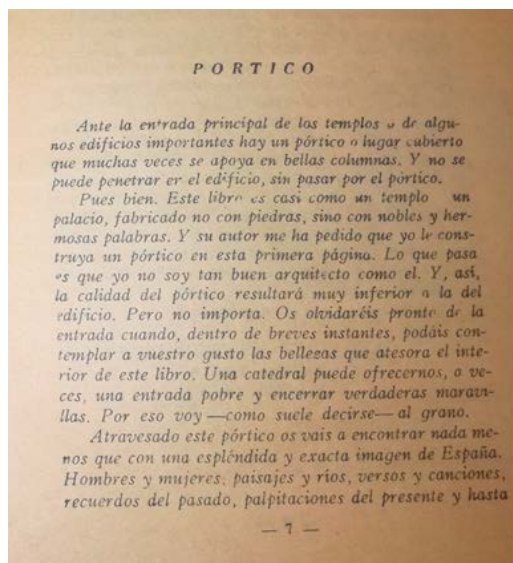 PORTICO
Ante la entrada principal de los templos o de algu-
nos edificios importantes hay un pórtico o lugar cubierto
que muchas veces se apoya en bellas columnas. Y no se
puede penetrar en el edificio, sin pasar por el pórtico.
Pues bien. Este libro es casi como un templo un
palacio, fabricado no con piedras, sino con nobles y her-
mosas palabras. Y su autor me ha pedido que yo le cons-
truya un pórtico en esta primera página. Lo que pasa
es que yo no soy tan buen arquitecto como el. Y, así,
la calidad del pórtico resultará muy inferior a la del
edificio. Pero no importa. Os olvidaréis pronto de la
entrada cuando, dentro de breves instantes, podáis con-
templar a vuestro gusto las bellezas que atesora el inte-
rior de este libro. Una catedral puede ofrecernos, a ve-
ces, una entrada pobre y encerrar verdaderas maravi-
llas. Por eso voy —como suele decirse— al grano.
Atravesado este pórtico os vais a encontrar nada me-
nos que con una espléndida y exacta imagen de España.
Hombres y mujeres, paisajes y ríos, versos y canciones,
recuerdos del pasado, palpitaciones del presente y hasta
— 7 —